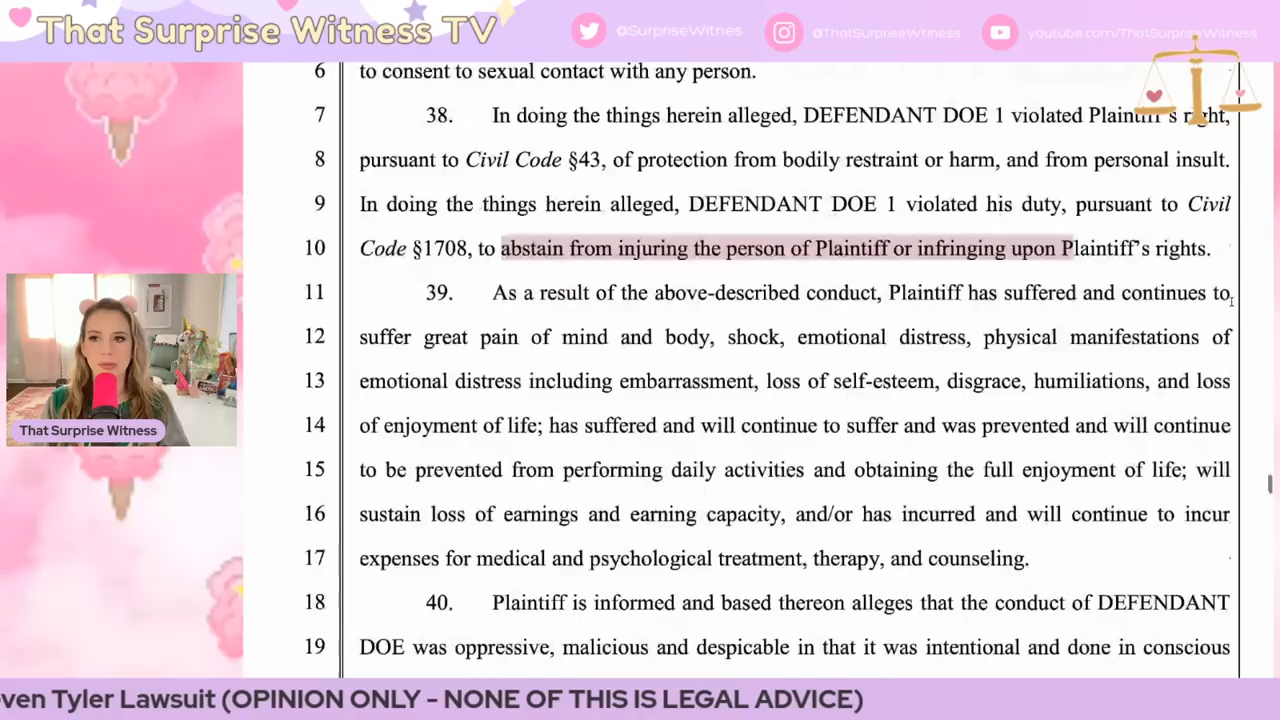 That Surprise Witness TV
@SurpriseWitnes
@ThatSurpriseWitness
youtube.com/ThatSurpriseWitness
6 to consent to sexual contact with any person.
7 38. In doing the things herein alleged, DEFENDANT DOE 1 violated Plaintiff's right,
8 pursuant to Civil Code §43, of protection from bodily restraint or harm, and from personal insult.
9 In doing the things herein alleged, DEFENDANT DOE 1 violated his duty, pursuant to Civil
10 Code §1708, to abstain from injuring the person of Plaintiff or infringing upon Plaintiff's rights.
11 39. As a result of the above-described conduct, Plaintiff has suffered and continues to
12 suffer great pain of mind and body, shock, emotional distress, physical manifestations of
13 emotional distress including embarrassment, loss of self-esteem, disgrace, humiliations, and loss
14 of enjoyment of life; has suffered and will continue to suffer and was prevented and will continue
15 to be prevented from performing daily activities and obtaining the full enjoyment of life; will
16 sustain loss of earnings and earning capacity, and/or has incurred and will continue to incur
17 expenses for medical and psychological treatment, therapy, and counseling.
18 40. Plaintiff is informed and based thereon alleges that the conduct of DEFENDANT
19 DOE was oppressive, malicious and despicable in that it was intentional and done in conscious
That Surprise Witness
ven Tyler Lawsuit (OPINION ONLY - NONE OF THIS IS LEGAL ADVICE)